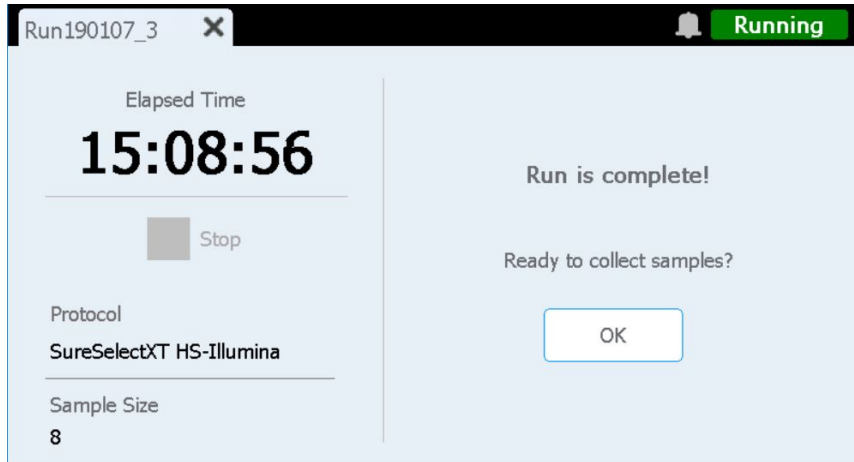 Run190107_3
Running
Elapsed Time
15:08:56
Stop
Protocol
SureSelectXT HS-Illumina
Sample Size
8
Run is complete!
Ready to collect samples?
OK